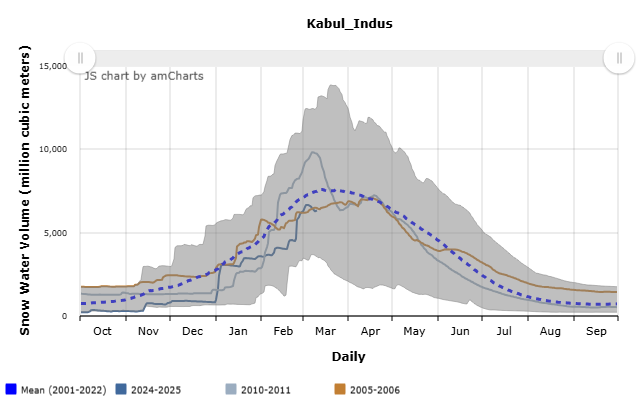 Kabul_Indus
JS chart by amCharts
Snow Water Volume (million cubic meters)
15,000
10,000
5,000
0
Oct Nov Dec Jan Feb Mar Apr May Jun Jul Aug Sep
Daily
Mean (2001-2022) 2024-2025 2010-2011 2005-2006